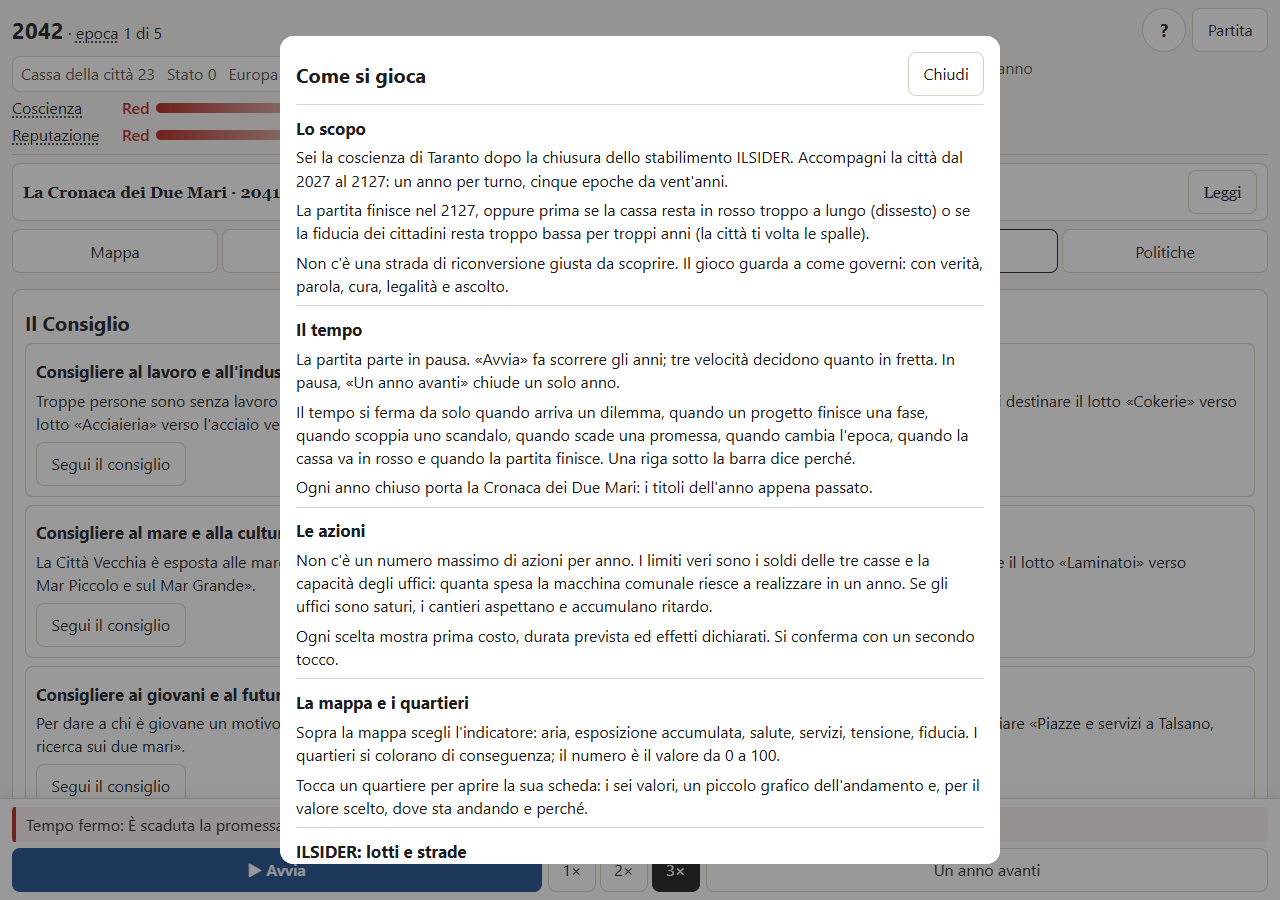 2042 · epoca 1 di 5
?
Partita
Cassa della città 23 Stato 0 Europa
anno
Coscienza Red
Reputazione Red
La Cronaca dei Due Mari · 2041
Leggi
Mappa
Politiche
Il Consiglio
Consigliere al lavoro e all'indus
Troppe persone sono senza lavoro
i destinare il lotto «Cokerie» verso
lotto «Acciaieria» verso l'acciaio ve
Segui il consiglio
Consigliere al mare e alla cultu
La Città Vecchia è esposta alle mar
e il lotto «Laminatoi» verso
Mar Piccolo e sul Mar Grande».
Segui il consiglio
Consigliere ai giovani e al futu
Per dare a chi è giovane un motivo
iare «Piazze e servizi a Talsano,
ricerca sui due mari».
Segui il consiglio
Tempo fermo: È scaduta la promessa
▶ Avvia
1×
2×
3×
Un anno avanti
Come si gioca
Chiudi
Lo scopo
Sei la coscienza di Taranto dopo la chiusura dello stabilimento ILSIDER. Accompagni la città dal
2027 al 2127: un anno per turno, cinque epoche da vent'anni.
La partita finisce nel 2127, oppure prima se la cassa resta in rosso troppo a lungo (dissesto) o se
la fiducia dei cittadini resta troppo bassa per troppi anni (la città ti volta le spalle).
Non c'è una strada di riconversione giusta da scoprire. Il gioco guarda a come governi: con verità,
parola, cura, legalità e ascolto.
Il tempo
La partita parte in pausa. «Avvia» fa scorrere gli anni; tre velocità decidono quanto in fretta. In
pausa, «Un anno avanti» chiude un solo anno.
Il tempo si ferma da solo quando arriva un dilemma, quando un progetto finisce una fase,
quando scoppia uno scandalo, quando scade una promessa, quando cambia l'epoca, quando la
cassa va in rosso e quando la partita finisce. Una riga sotto la barra dice perché.
Ogni anno chiuso porta la Cronaca dei Due Mari: i titoli dell'anno appena passato.
Le azioni
Non c'è un numero massimo di azioni per anno. I limiti veri sono i soldi delle tre casse e la
capacità degli uffici: quanta spesa la macchina comunale riesce a realizzare in un anno. Se gli
uffici sono saturi, i cantieri aspettano e accumulano ritardo.
Ogni scelta mostra prima costo, durata prevista ed effetti dichiarati. Si conferma con un secondo
tocco.
La mappa e i quartieri
Sopra la mappa scegli l'indicatore: aria, esposizione accumulata, salute, servizi, tensione, fiducia. I
quartieri si colorano di conseguenza; il numero è il valore da 0 a 100.
Tocca un quartiere per aprire la sua scheda: i sei valori, un piccolo grafico dell'andamento e, per il
valore scelto, dove sta andando e perché.
ILSIDER: lotti e strade